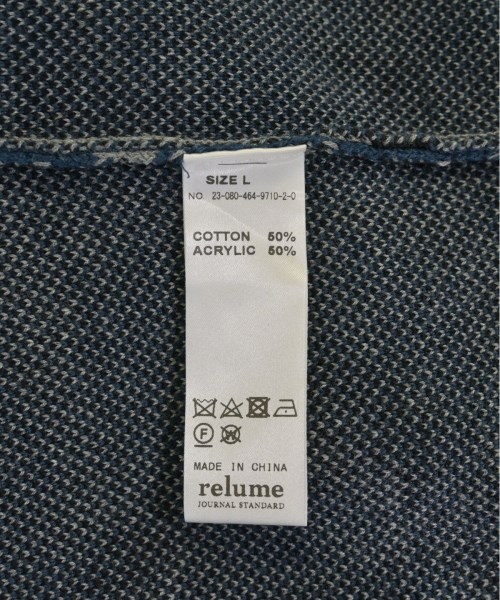 SIZE L
NO. 23-080-464-9710-2-0
COTTON 50%
ACRYLIC 50%
F
W
MADE IN CHINA
relume
JOURNAL STANDARD